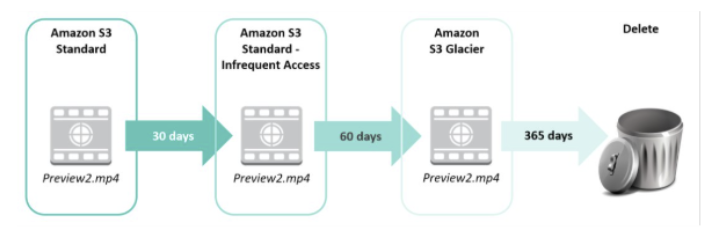 Amazon S3
Standard
Amazon S3
Standard -
Infrequent Access
Amazon
S3 Glacier
Delete
30 days
60 days
365 days
Preview2.mp4
Preview2.mp4
Preview2.mp4